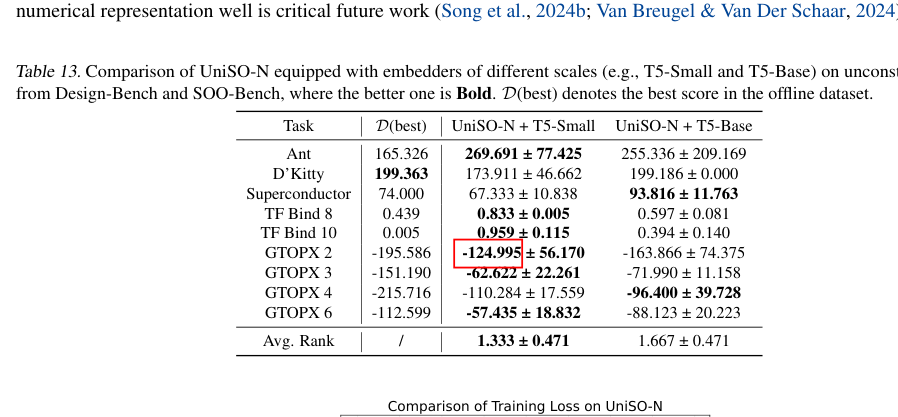 numerical representation well is critical future work (Song et al., 2024b; Van Breugel & Van Der Schaar, 2024)
Table 13. Comparison of UniSO-N equipped with embedders of different scales (e.g., T5-Small and T5-Base) on
from Design-Bench and SOO-Bench, where the better one is Bold. 𝒟(best) denotes the best score in the offline dataset.
Task 𝒟(best) UniSO-N + T5-Small UniSO-N + T5-Base
Ant 165.326 269.691 ± 77.425 255.336 ± 209.169
D'Kitty 199.363 173.911 ± 46.662 199.186 ± 0.000
Superconductor 74.000 67.333 ± 10.838 93.816 ± 11.763
TF Bind 8 0.439 0.833 ± 0.005 0.597 ± 0.081
TF Bind 10 0.005 0.959 ± 0.115 0.394 ± 0.140
GTOPX 2 -195.586 -124.995 ± 56.170 -163.866 ± 74.375
GTOPX 3 -151.190 -62.622 ± 22.261 -71.990 ± 11.158
GTOPX 4 -215.716 -110.284 ± 17.559 -96.400 ± 39.728
GTOPX 6 -112.599 -57.435 ± 18.832 -88.123 ± 20.223
Avg. Rank / 1.333 ± 0.471 1.667 ± 0.471
Comparison of Training Loss on UniSO-N